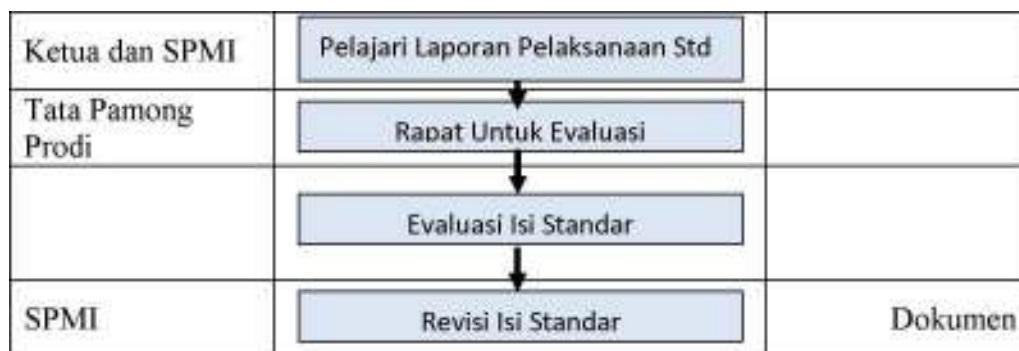 Ketua dan SPMI
Pelajari Laporan Pelaksanaan Std
Tata Pamong
Prodi
Rapat Untuk Evaluasi
Evaluasi Isi Standar
SPMI
Revisi Isi Standar
Dokumen